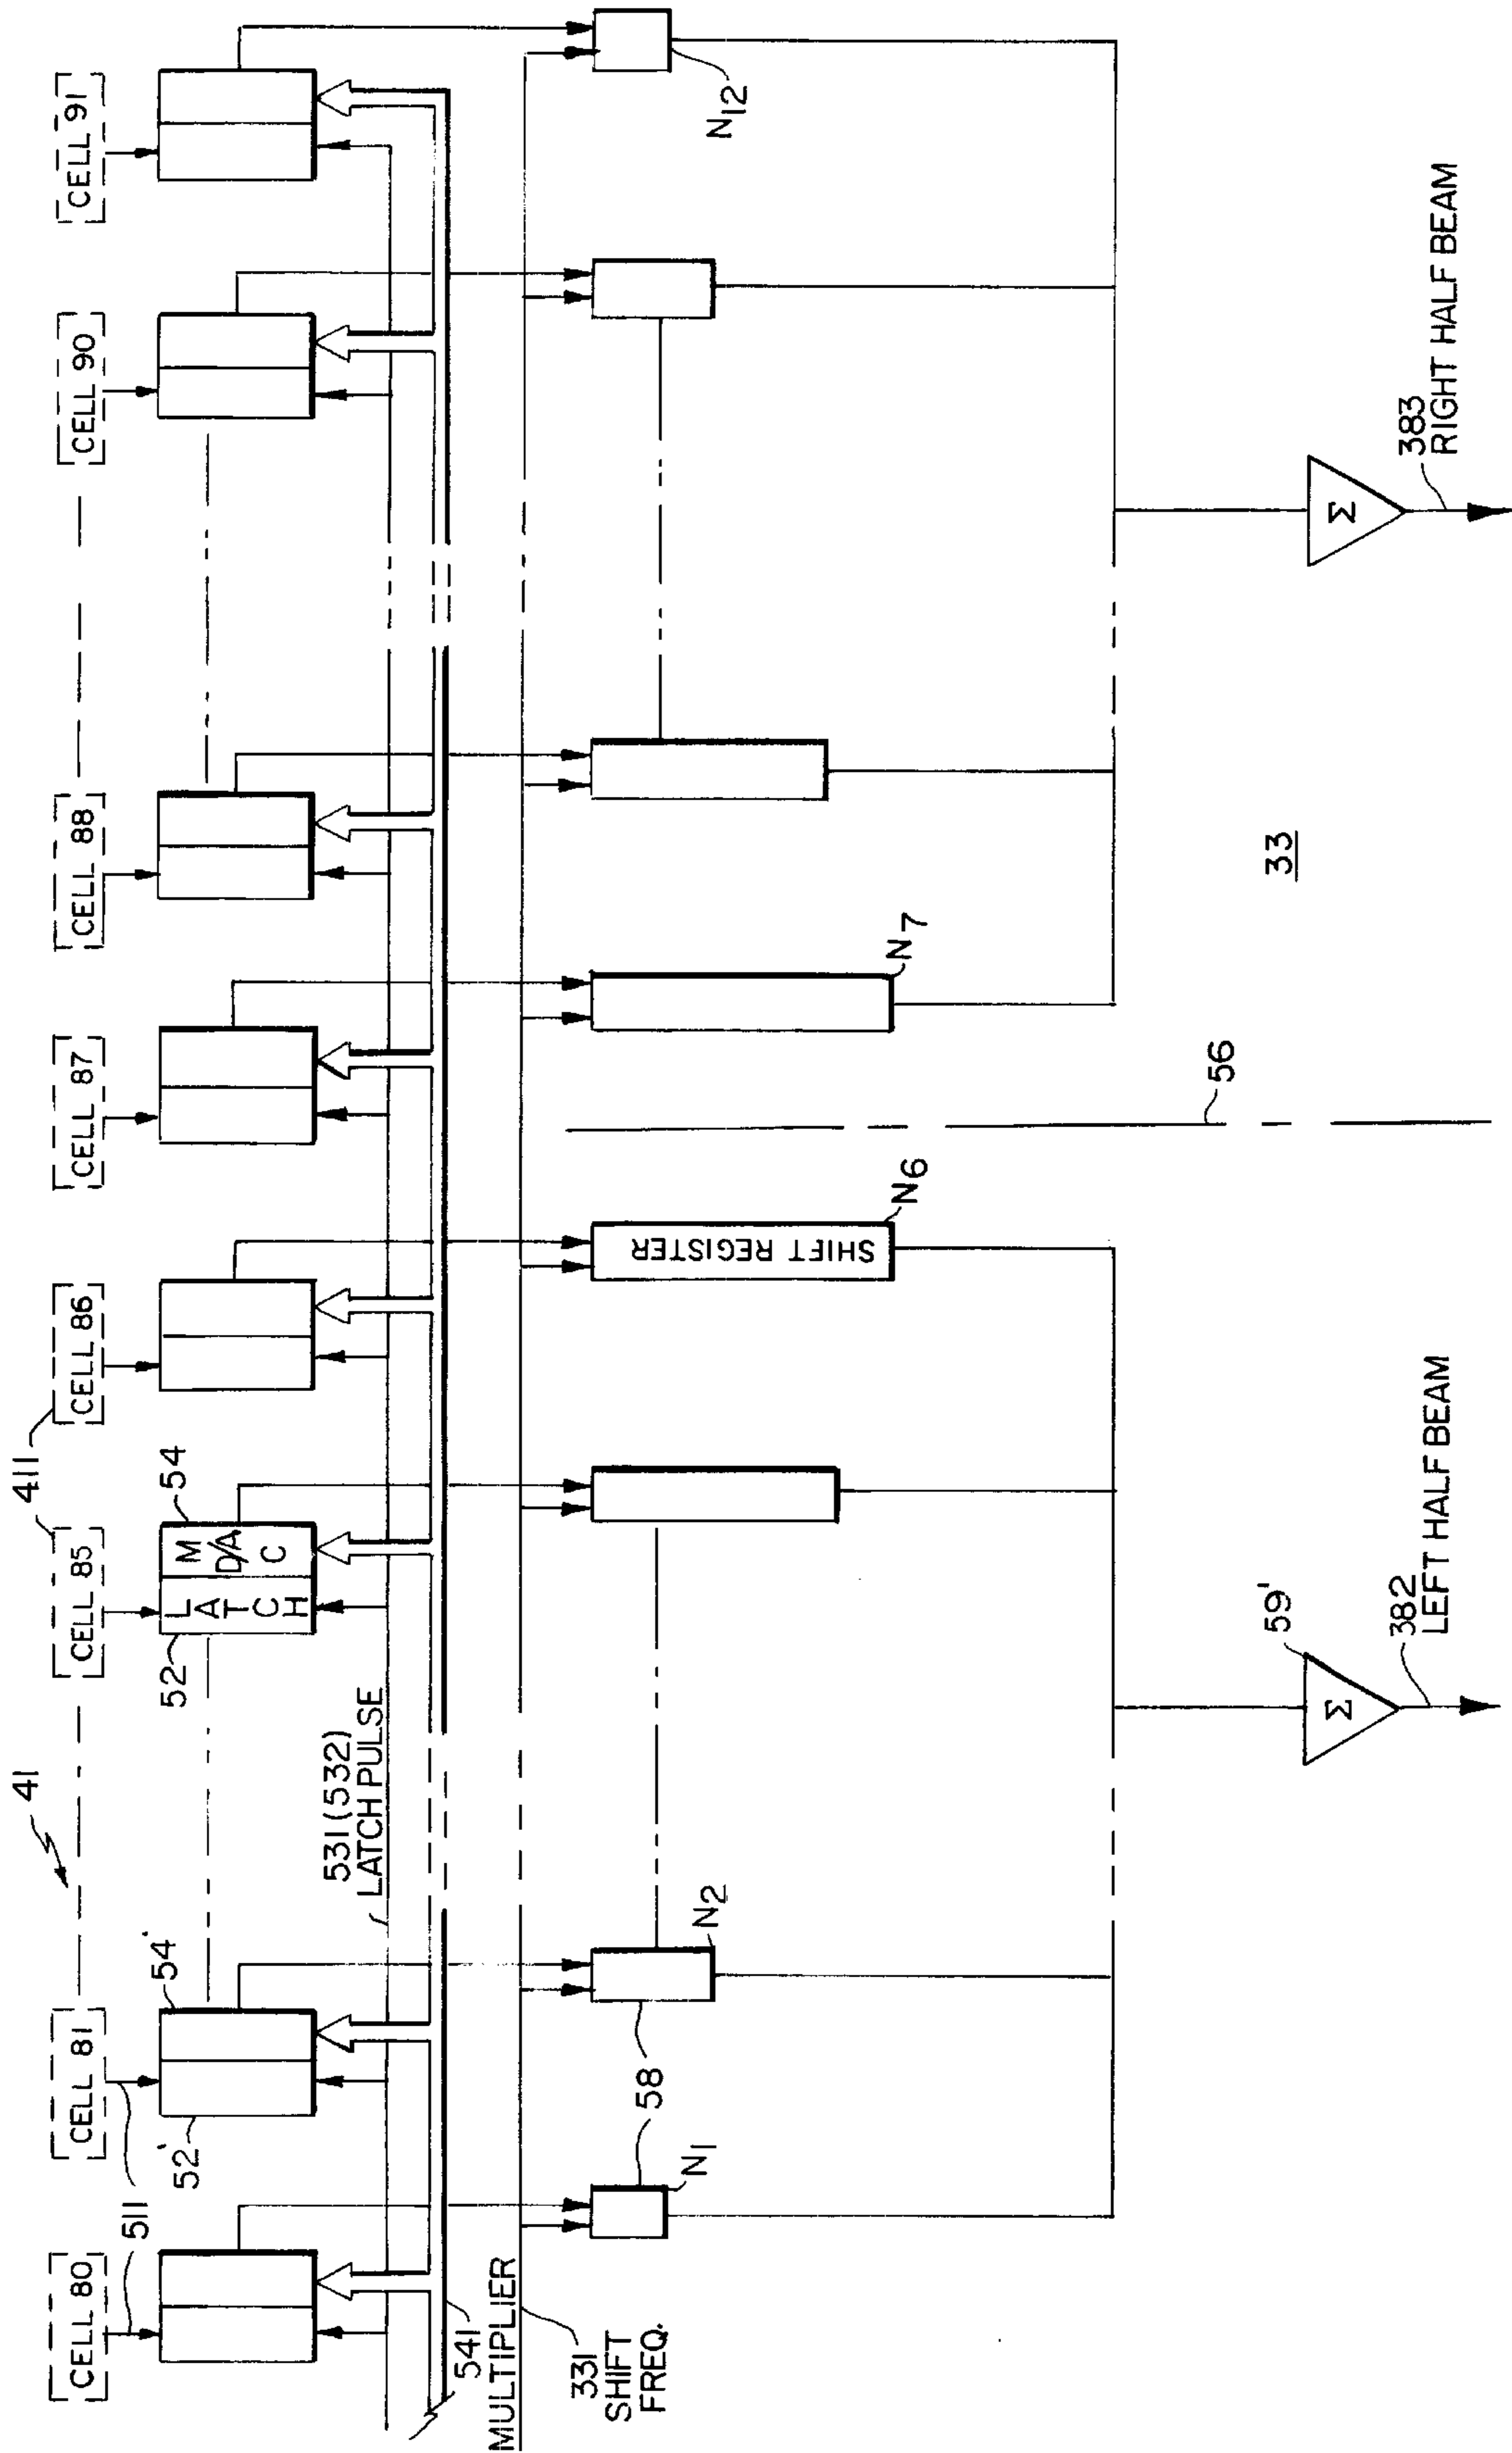 41
411
CELL 80
CELL 81
CELL 85
CELL 86
CELL 87
CELL 88
CELL 90
CELL 91
511
52'
54'
52
LATCH
M
D/A
C
54
531 (532)
LATCH PULSE
541
MULTIPLIER
331
SHIFT
FREQ.
N1
58
N2
SHIFT REGISTER
N6
N7
N12
56
33
59'
Σ
Σ
382
LEFT HALF BEAM
383
RIGHT HALF BEAM